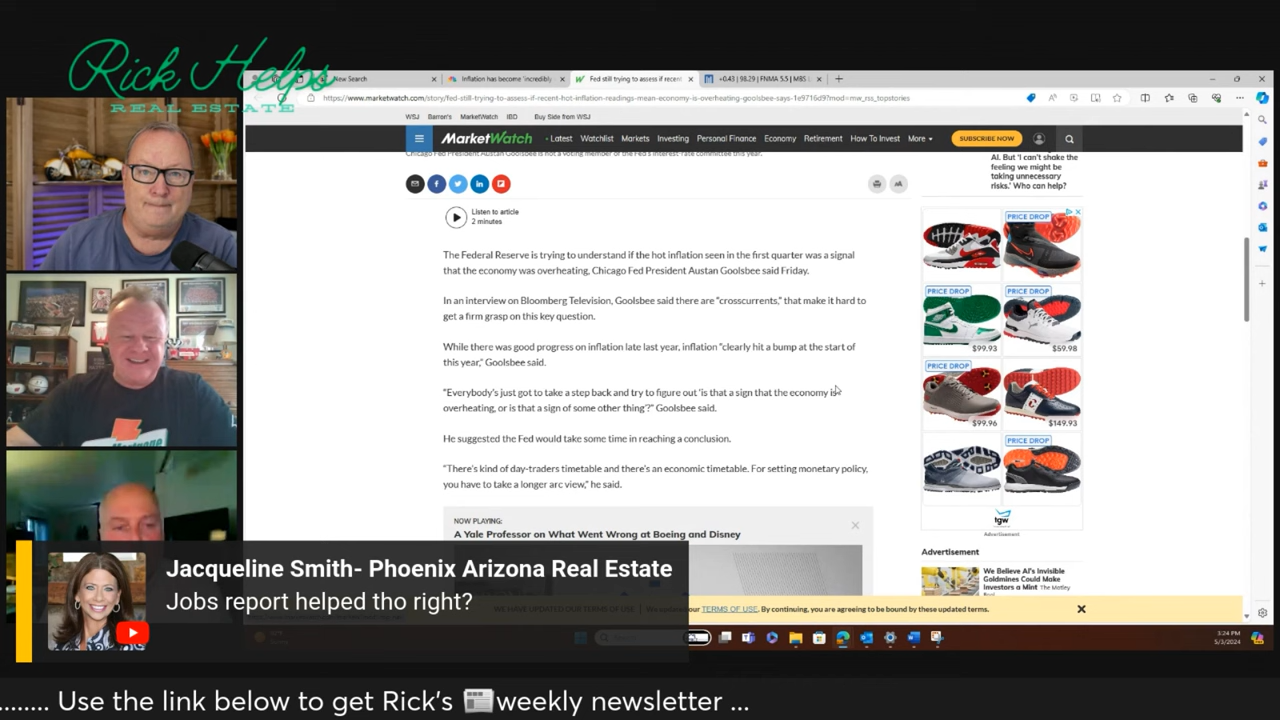 Rick Helps
REAL ESTATE
New Search
Inflation has become 'incredibly
Fed still trying to assess if recent
+0.43 | 98.29 | FNMA 5.5 | MBS L
https://www.marketwatch.com/story/fed-still-trying-to-assess-if-recent-hot-inflation-readings-mean-economy-is-overheating-goolsbee-says-1e9716d9?mod=mw_rss_topstories
WSJ Barron's MarketWatch IBD Buy Side from WSJ
MarketWatch Latest Watchlist Markets Investing Personal Finance Economy Retirement How To Invest More SUBSCRIBE NOW
Chicago Fed President Austan Goolsbee is not a voting member of the Fed's interest rate committee this year.
AI. But 'I can't shake the
feeling we might be
taking unnecessary
risks.' Who can help?
Listen to article
2 minutes
The Federal Reserve is trying to understand if the hot inflation seen in the first quarter was a signal
that the economy was overheating, Chicago Fed President Austan Goolsbee said Friday.
In an interview on Bloomberg Television, Goolsbee said there are "crosscurrents," that make it hard to
get a firm grasp on this key question.
While there was good progress on inflation late last year, inflation "clearly hit a bump at the start of
this year," Goolsbee said.
"Everybody's just got to take a step back and try to figure out 'is that a sign that the economy is
overheating, or is that a sign of some other thing'?" Goolsbee said.
He suggested the Fed would take some time in reaching a conclusion.
"There's kind of day-traders timetable and there's an economic timetable. For setting monetary policy,
you have to take a longer arc view," he said.
NOW PLAYING:
A Yale Professor on What Went Wrong at Boeing and Disney
PRICE DROP
PRICE DROP PRICE DROP
$99.93 $59.98
PRICE DROP
$99.96 $149.93
PRICE DROP
tgw
Advertisement
Advertisement
We Believe AI's Invisible
Goldmines Could Make
Investors a Mint The Motley
Fool
TERMS OF USE. By continuing, you are agreeing to be bound by these updated terms.
Jacqueline Smith- Phoenix Arizona Real Estate
Jobs report helped tho right?
Search
3:24 PM
5/3/2024
........ Use the link below to get Rick's 📰weekly newsletter ...